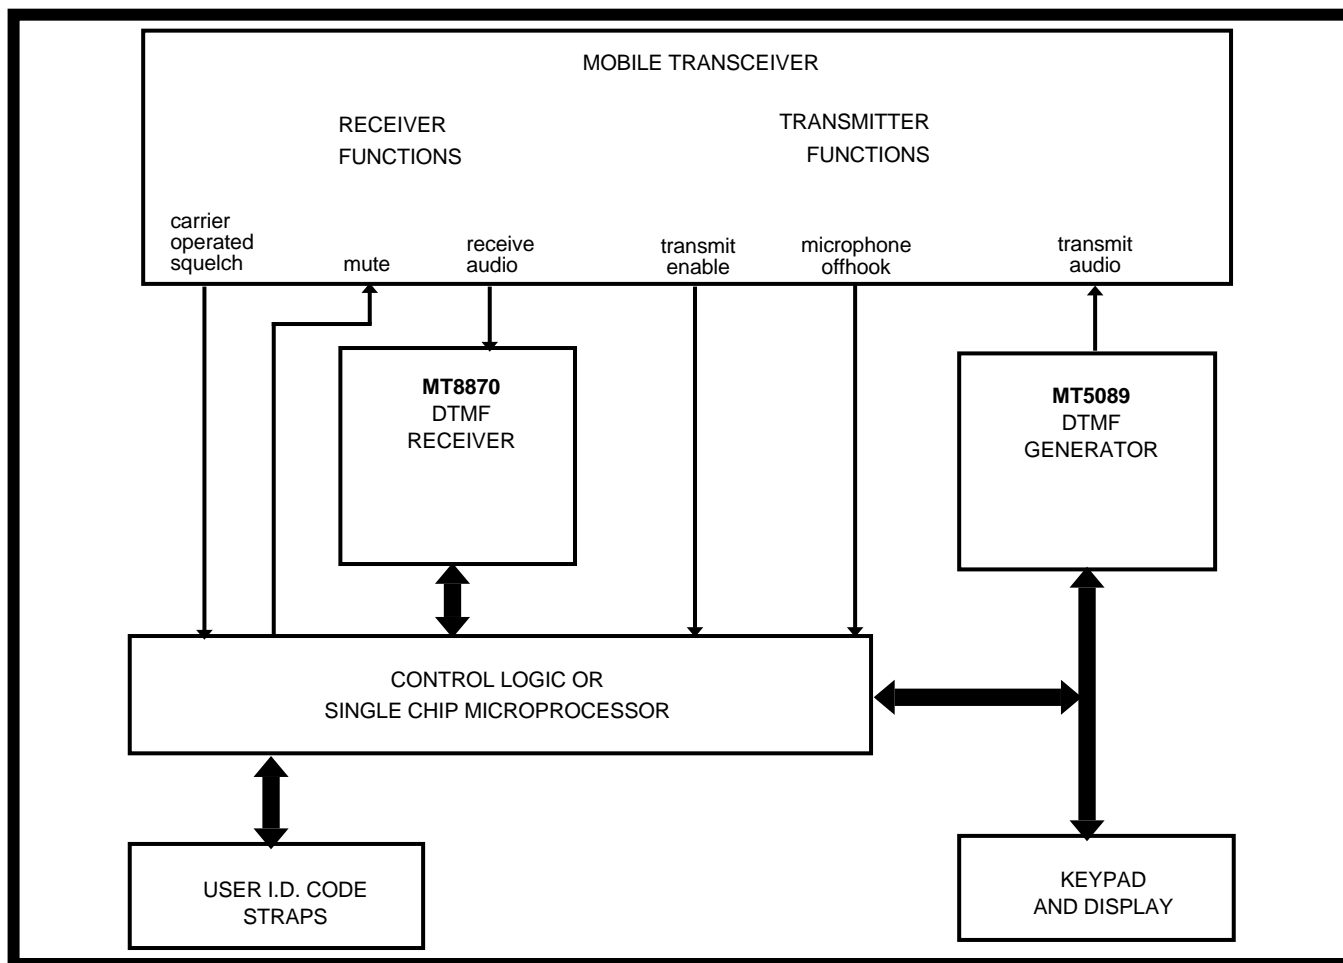 MOBILE TRANSCEIVER
RECEIVER
FUNCTIONS
TRANSMITTER
FUNCTIONS
carrier
operated
squelch
mute
receive
audio
transmit
enable
microphone
offhook
transmit
audio
MT8870
DTMF
RECEIVER
MT5089
DTMF
GENERATOR
CONTROL LOGIC OR
SINGLE CHIP MICROPROCESSOR
USER I.D. CODE
STRAPS
KEYPAD
AND DISPLAY